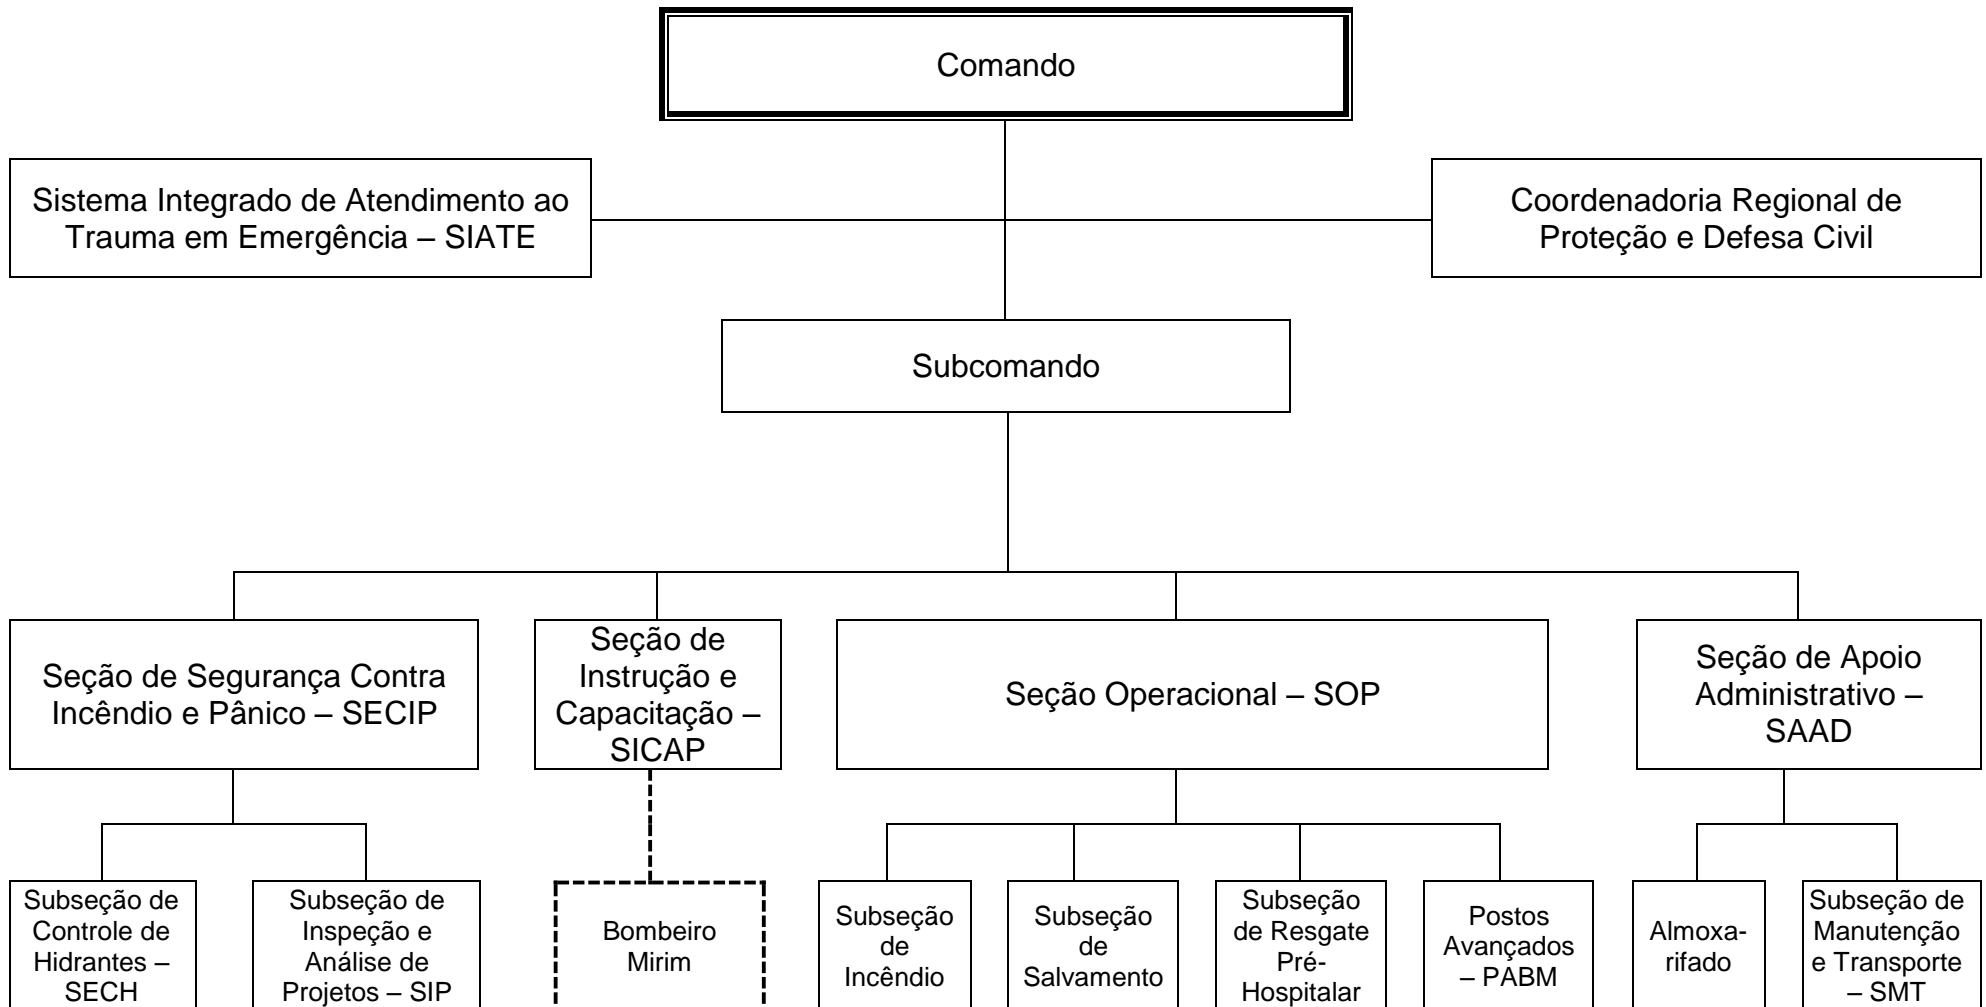 Comando
Sistema Integrado de Atendimento ao
Trauma em Emergência – SIATE
Coordenadoria Regional de
Proteção e Defesa Civil
Subcomando
Seção de Segurança Contra
Incêndio e Pânico – SECIP
Seção de
Instrução e
Capacitação –
SICAP
Seção Operacional – SOP
Seção de Apoio
Administrativo –
SAAD
Subseção de
Controle de
Hidrantes –
SECH
Subseção de
Inspeção e
Análise de
Projetos – SIP
Bombeiro
Mirim
Subseção
de
Incêndio
Subseção
de
Salvamento
Subseção
de Resgate
Pré-
Hospitalar
Postos
Avançados
– PABM
Almoxa-
rifado
Subseção de
Manutenção
e Transporte
– SMT